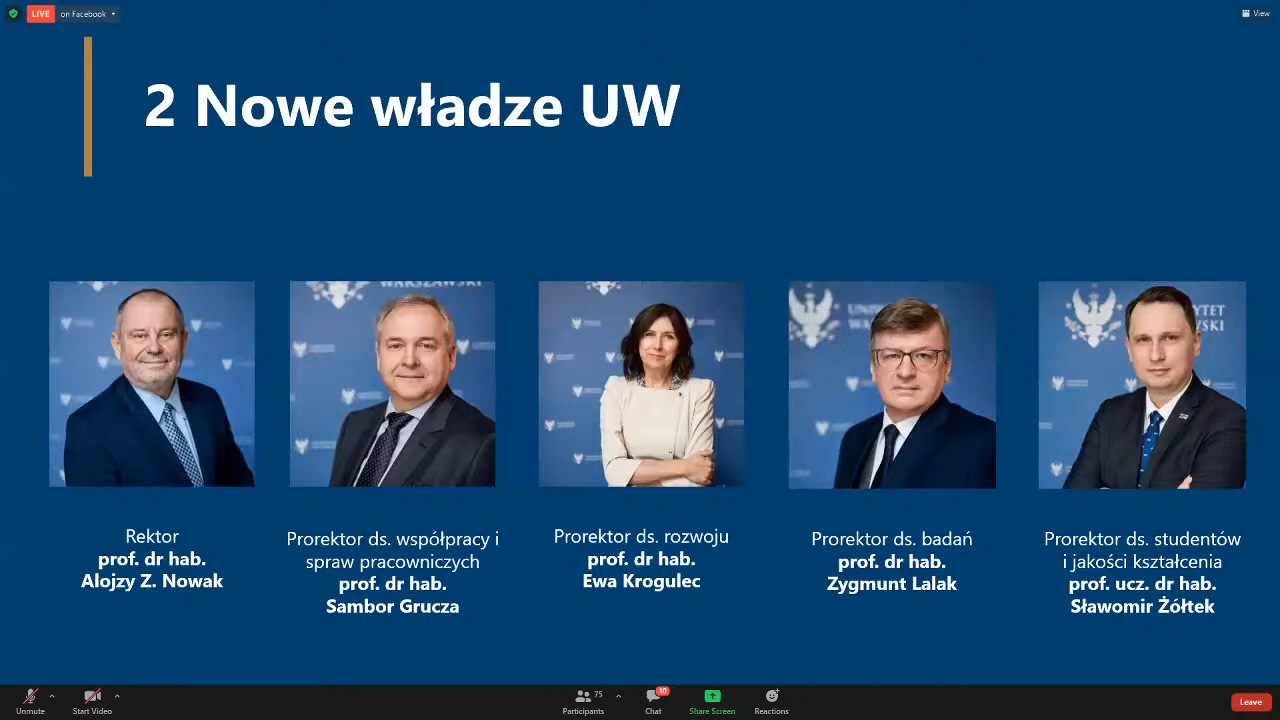 LIVE on Facebook
View
2 Nowe władze UW
WARSZAWSKI
Rektor
prof. dr hab.
Alojzy Z. Nowak
Prorektor ds. współpracy i
spraw pracowniczych
prof. dr hab.
Sambor Grucza
Prorektor ds. rozwoju
prof. dr hab.
Ewa Krogulec
Prorektor ds. badań
prof. dr hab.
Zygmunt Lalak
Prorektor ds. studentów
i jakości kształcenia
prof. ucz. dr hab.
Sławomir Żółtek
Unmute
Start Video
75
Participants
10
Chat
Share Screen
Reactions
Leave